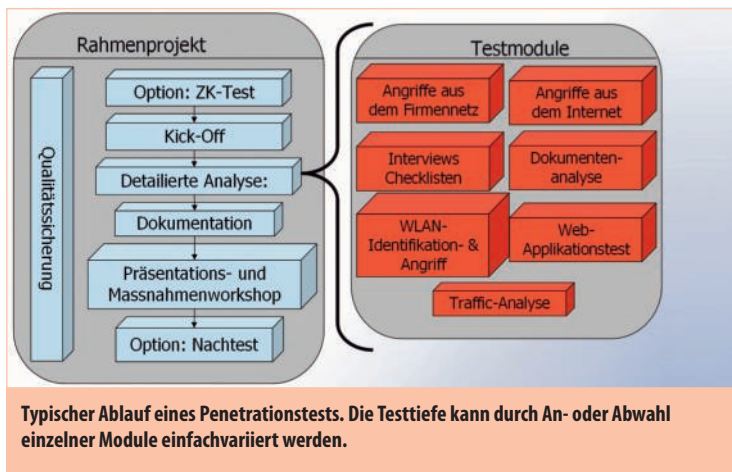 Rahmenprojekt
Qualitätssicherung
Option: ZK-Test
Kick-Off
Detailierte Analyse:
Dokumentation
Präsentations- und
Massnahmenworkshop
Option: Nachtest
Testmodule
Angriffe aus
dem Firmennetz
Angriffe aus
dem Internet
Interviews
Checklisten
Dokumenten-
analyse
WLAN-
Identifikation- &
Angriff
Web-
Applikationstest
Traffic-Analyse
Typischer Ablauf eines Penetrationstests. Die Testtiefe kann durch An- oder Abwahl
einzelner Module einfachvariiert werden.